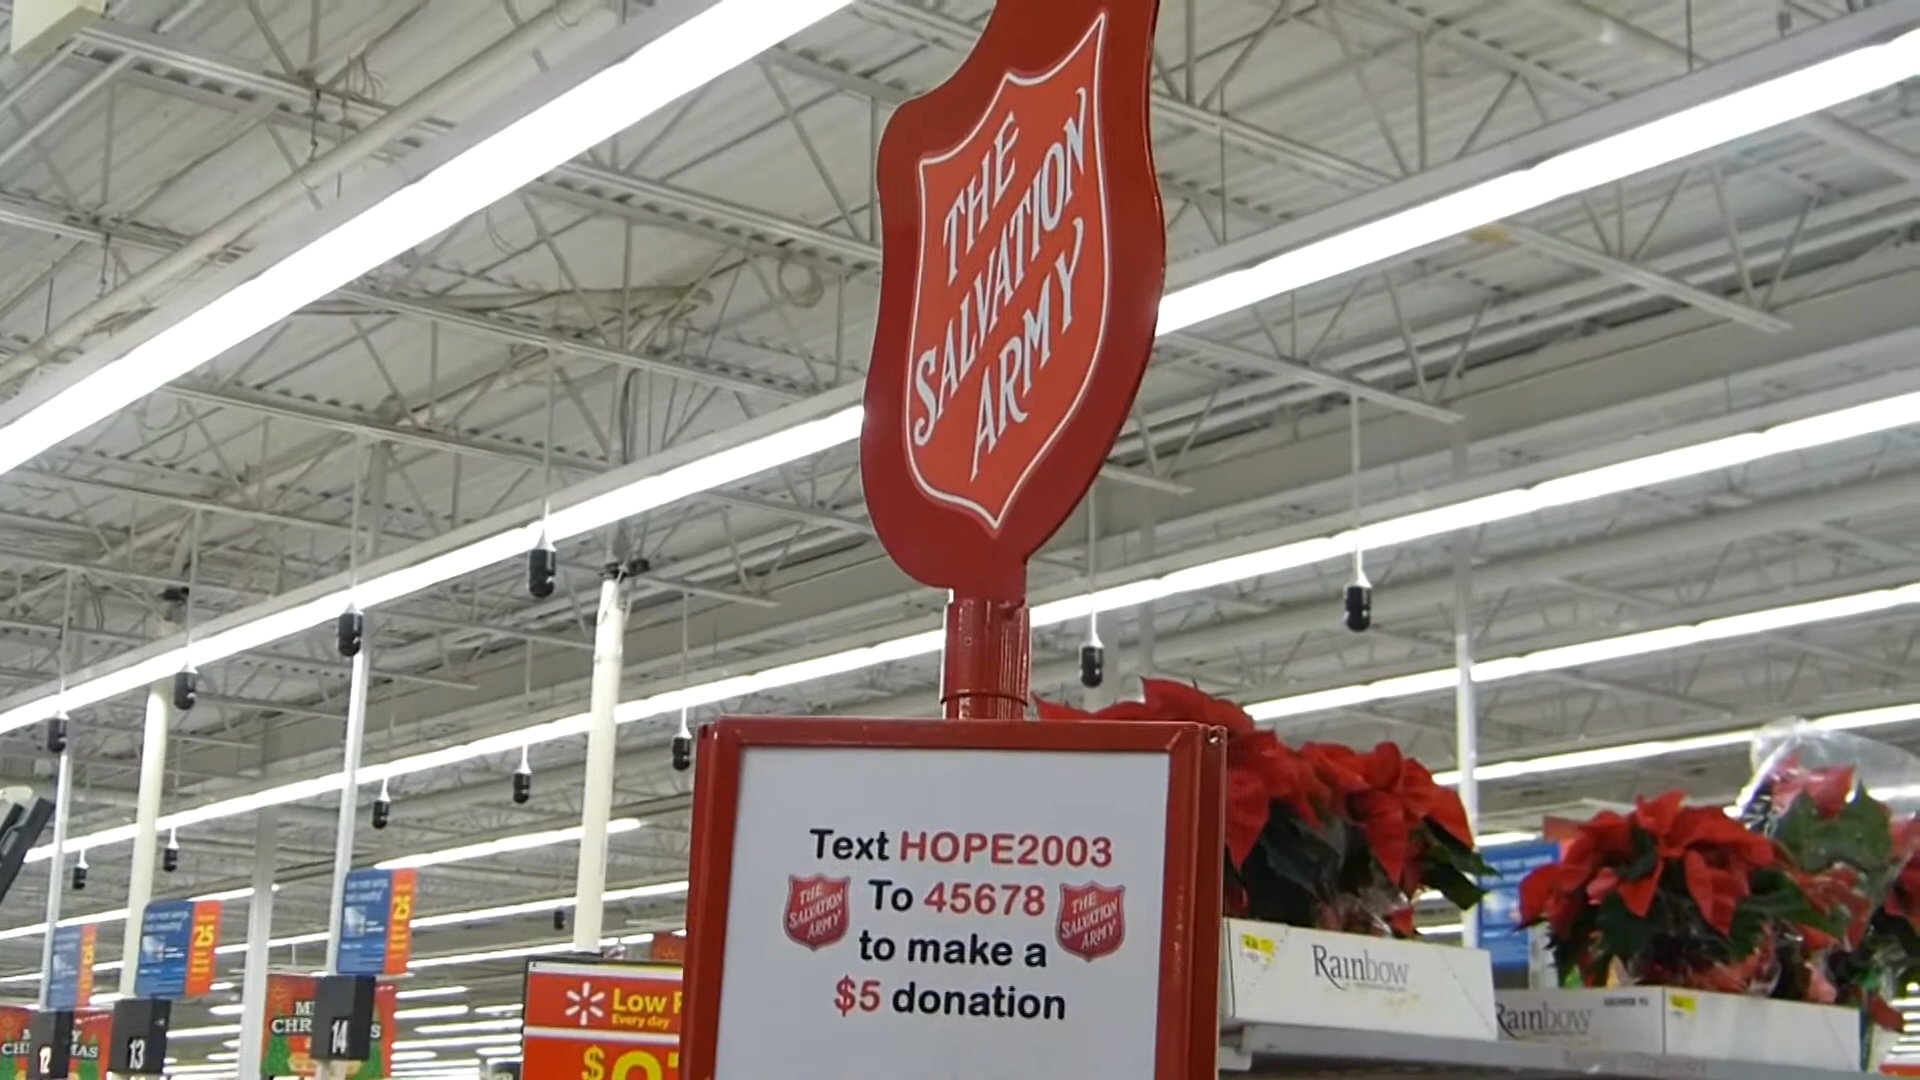 THE
SALVATION
ARMY
Text HOPE2003
To 45678
to make a
$5 donation
THE
SALVATION
ARMY
THE
SALVATION
ARMY
Rainbow
Rainbow
Low
Every day
$
25
25
12
13
14